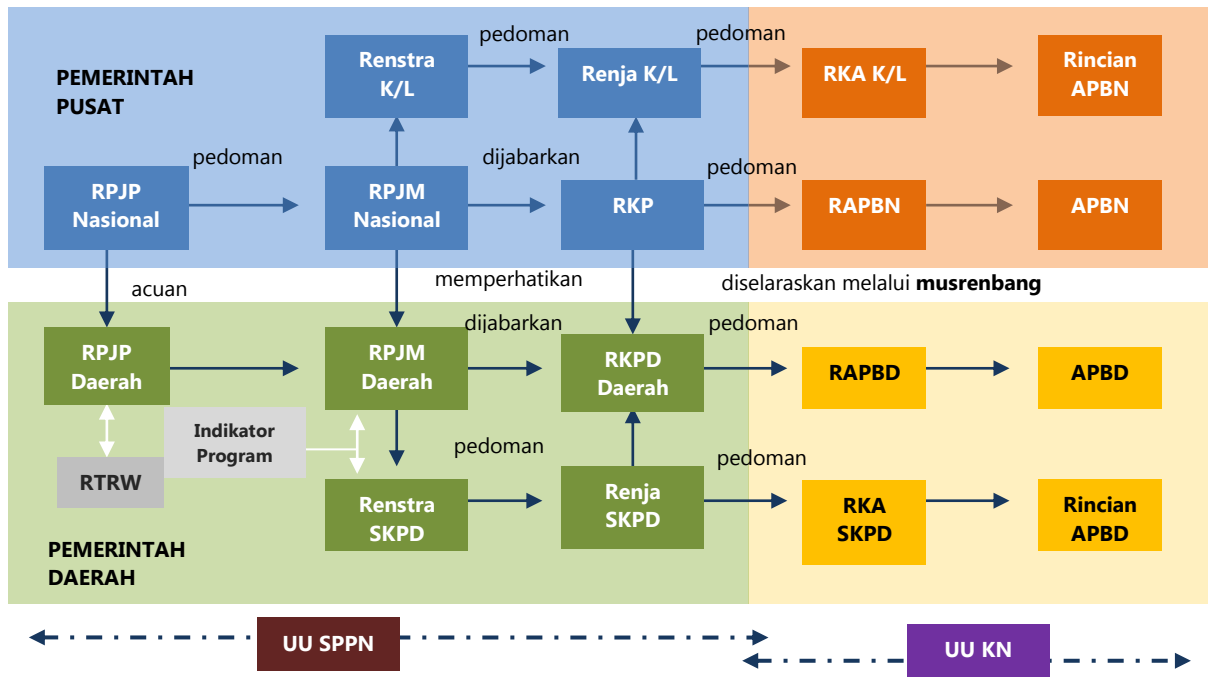 PEMERINTAH
PUSAT
pedoman
pedoman
Renstra
K/L
Renja K/L
RKA K/L
Rincian
APBN
pedoman
dijabarkan
pedoman
RPJP
Nasional
RPJM
Nasional
RKP
RAPBN
APBN
acuan
memperhatikan
diselaraskan melalui musrenbang
dijabarkan
pedoman
RPJP
Daerah
RPJM
Daerah
RKPD
Daerah
RAPBD
APBD
Indikator
Program
RTRW
pedoman
pedoman
Renstra
SKPD
Renja
SKPD
RKA
SKPD
Rincian
APBD
PEMERINTAH
DAERAH
UU SPPN
UU KN